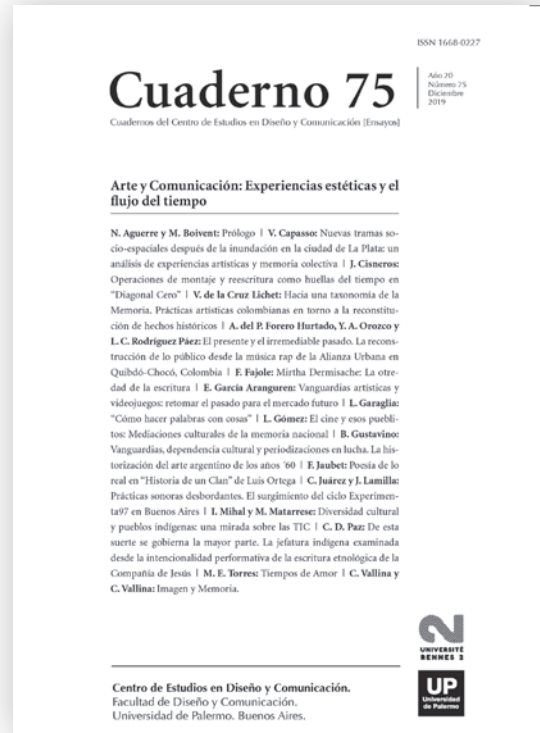 ISSN 1668-0227
Cuaderno 75
Año 20
Número 75
Diciembre
2019
Cuadernos del Centro de Estudios en Diseño y Comunicación [Ensayos]
Arte y Comunicación: Experiencias estéticas y el
flujo del tiempo
N. Aguerre y M. Boivent: Prólogo | V. Capasso: Nuevas tramas so-
cio-espaciales después de la inundación en la ciudad de La Plata: un
análisis de experiencias artísticas y memoria colectiva | J. Cisneros:
Operaciones de montaje y reescritura como huellas del tiempo en
"Diagonal Cero" | V. de la Cruz Lichet: Hacia una taxonomía de la
Memoria. Prácticas artísticas colombianas en torno a la reconstitu-
ción de hechos históricos | A. del P. Forero Hurtado, Y. A. Orozco y
L. C. Rodríguez Páez: El presente y el irremediable pasado. La recons-
trucción de lo público desde la música rap de la Alianza Urbana en
Quibdó-Chocó, Colombia | F. Fajole: Mirtha Dermisache: La otre-
dad de la escritura | E. García Aranguren: Vanguardias artísticas y
videojuegos: retomar el pasado para el mercado futuro | L. Garaglia:
"Cómo hacer palabras con cosas" | L. Gómez: El cine y esos puebli-
tos: Mediaciones culturales de la memoria nacional | B. Gustavino:
Vanguardias, dependencia cultural y periodizaciones en lucha. La his-
torización del arte argentino de los años '60 | F. Jaubet: Poesía de lo
real en "Historia de un Clan" de Luis Ortega | C. Juárez y J. Lamilla:
Prácticas sonoras desbordantes. El surgimiento del ciclo Experimen-
ta97 en Buenos Aires | I. Mihal y M. Matarrese: Diversidad cultural
y pueblos indígenas: una mirada sobre las TIC | C. D. Paz: De esta
suerte se gobierna la mayor parte. La jefatura indígena examinada
desde la intencionalidad performativa de la escritura etnológica de la
Compañía de Jesús | M. E. Torres: Tiempos de Amor | C. Vallina y
C. Vallina: Imagen y Memoria.
UNIVERSITÉ
RENNES 2
UP
Universidad
de Palermo
Centro de Estudios en Diseño y Comunicación.
Facultad de Diseño y Comunicación.
Universidad de Palermo. Buenos Aires.